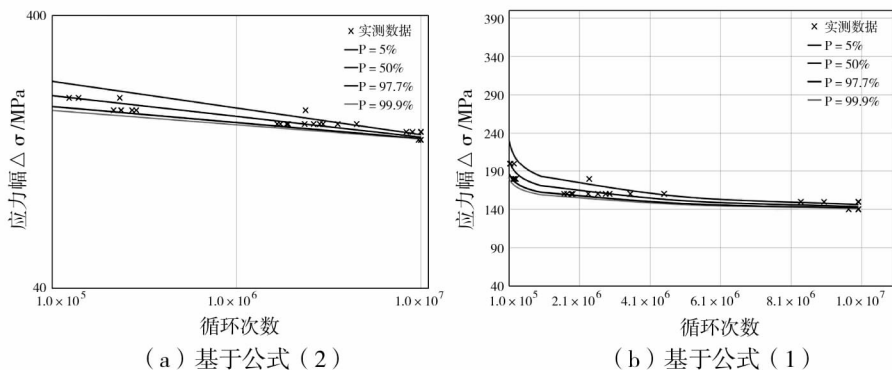 400
× 实测数据
P = 5%
P = 50%
P = 97.7%
P = 99.9%
应力幅 △ σ /MPa
40
1.0 × 10⁵
1.0 × 10⁶
1.0 × 10⁷
循环次数
（a）基于公式（2）
390
340
290
240
190
140
90
40
× 实测数据
P = 5%
P = 50%
P = 97.7%
P = 99.9%
应力幅 △ σ /MPa
1.0 × 10⁵
2.1 × 10⁶
4.1 × 10⁶
6.1 × 10⁶
8.1 × 10⁶
1.0 × 10⁷
循环次数
（b）基于公式（1）